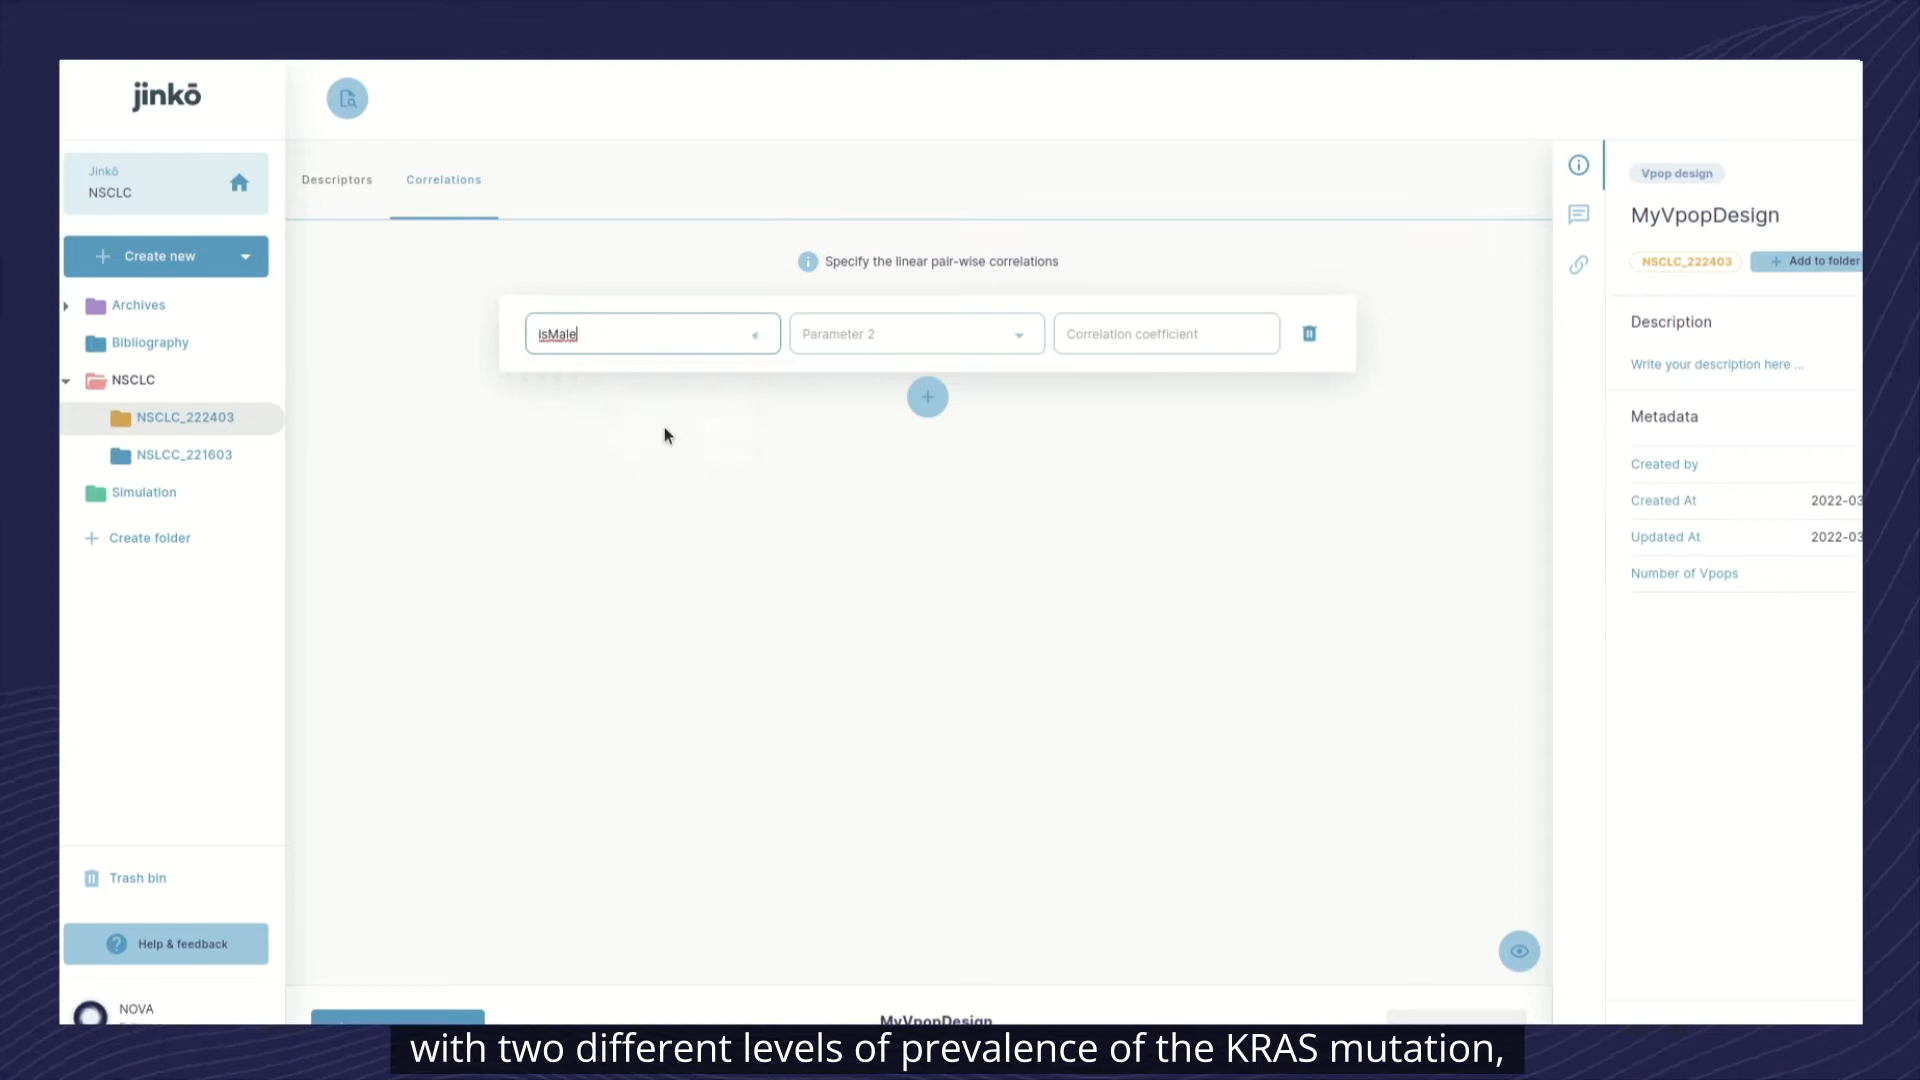 jinkō
Jinkō
NSCLC
Create new
Archives
Bibliography
NSCLC
NSCLC_222403
NSLCC_221603
Simulation
Create folder
Trash bin
Help & feedback
NOVA
Descriptors
Correlations
Specify the linear pair-wise correlations
isMale
Parameter 2
Correlation coefficient
MyVpopDesign
Vpop design
MyVpopDesign
NSCLC_222403
Add to folder
Description
Write your description here ...
Metadata
Created by
Created At 2022-03
Updated At 2022-03
Number of Vpops
with two different levels of prevalence of the KRAS mutation,